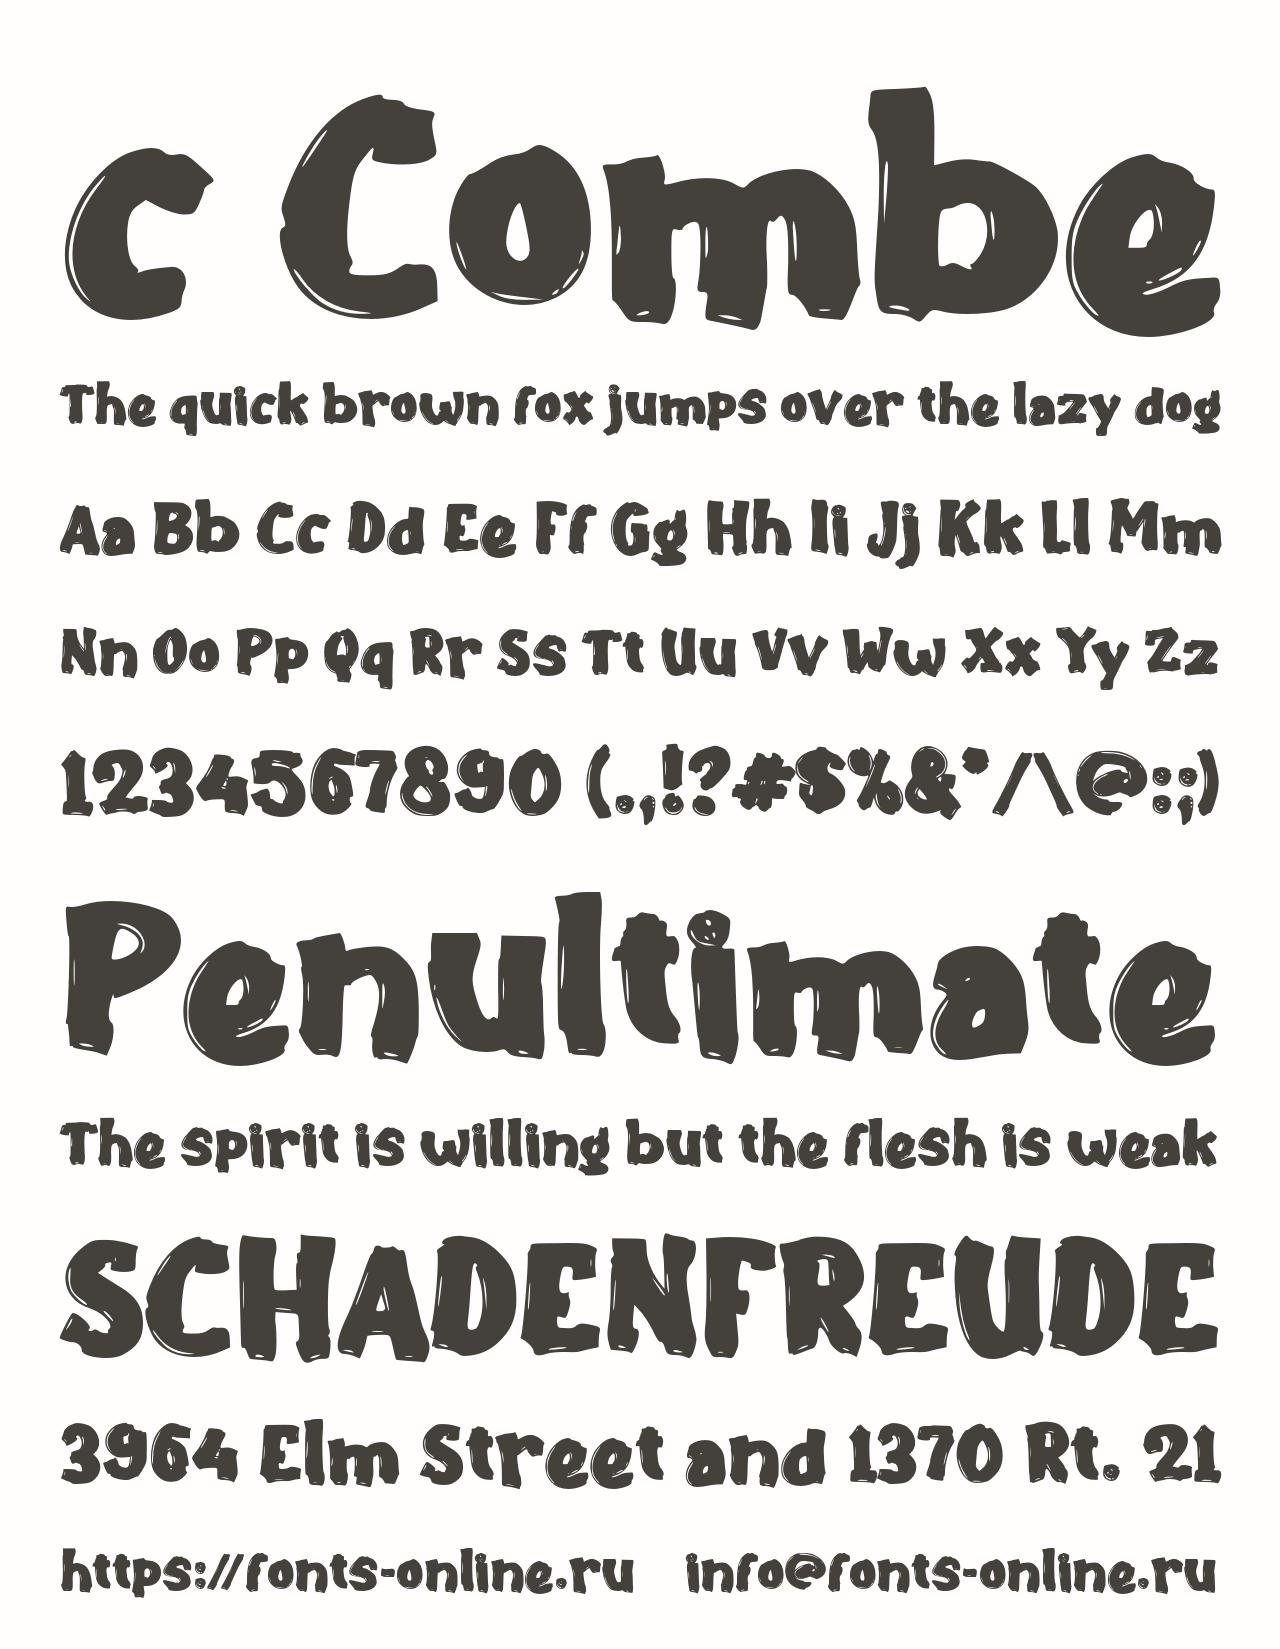 c Combe
The quick brown fox jumps over the lazy dog
Aa Bb Cc Dd Ee Ff Gg Hh Ii Jj Kk Ll Mm
Nn Oo Pp Qq Rr Ss Tt Uu Vv Ww Xx Yy Zz
1234567890 (.,!?#$%&*/\@:;)
Penultimate
The spirit is willing but the flesh is weak
SCHADENFREUDE
3964 Elm Street and 1370 Rt. 21
https://fonts-online.ru info@fonts-online.ru